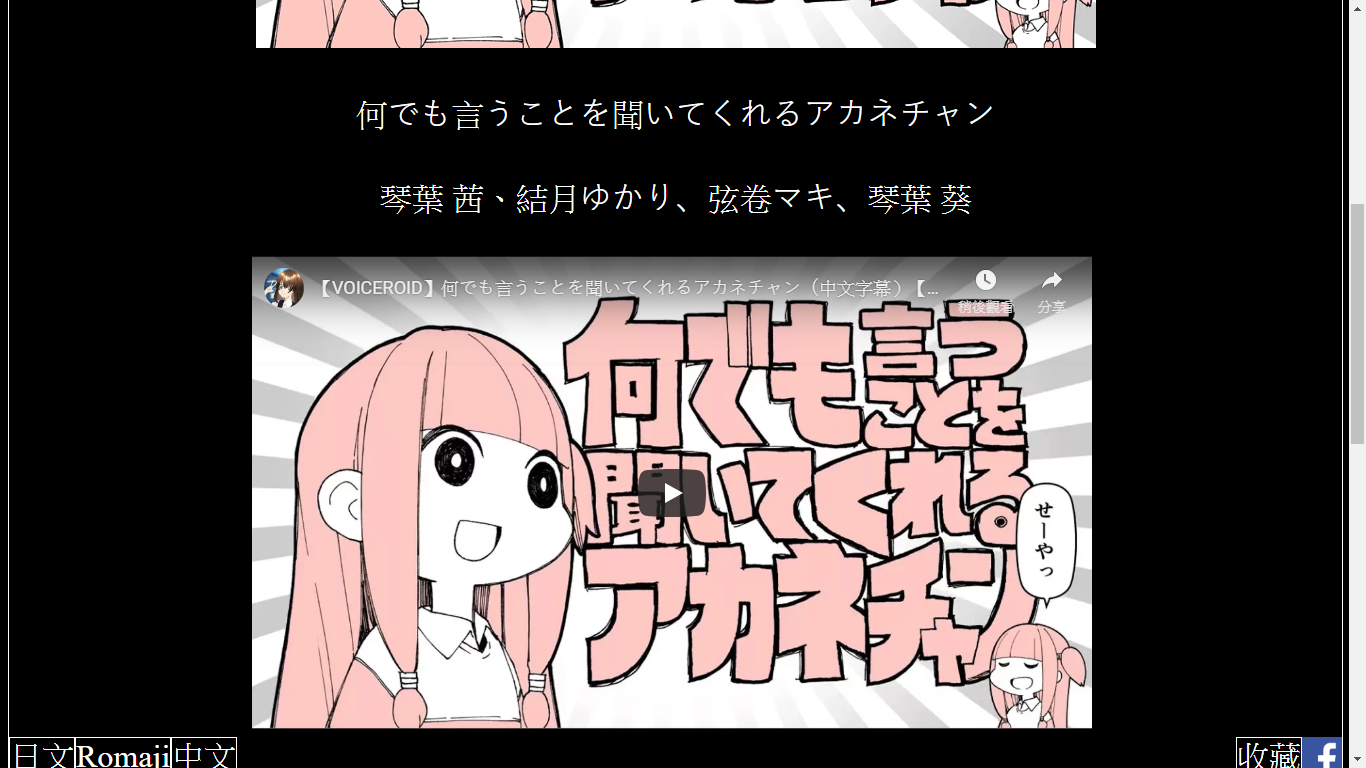 何でも言うことを聞いてくれるアカネチャン
琴葉 茜、結月ゆかり、弦巻マキ、琴葉 葵
【VOICEROID】何でも言うことを聞いてくれるアカネチャン（中文字幕）【...
稍後觀看
分享
何でも言う
ことを
聞いてくれる
アカネチャン
せーやっ
日文 Romaji 中文
收藏 f